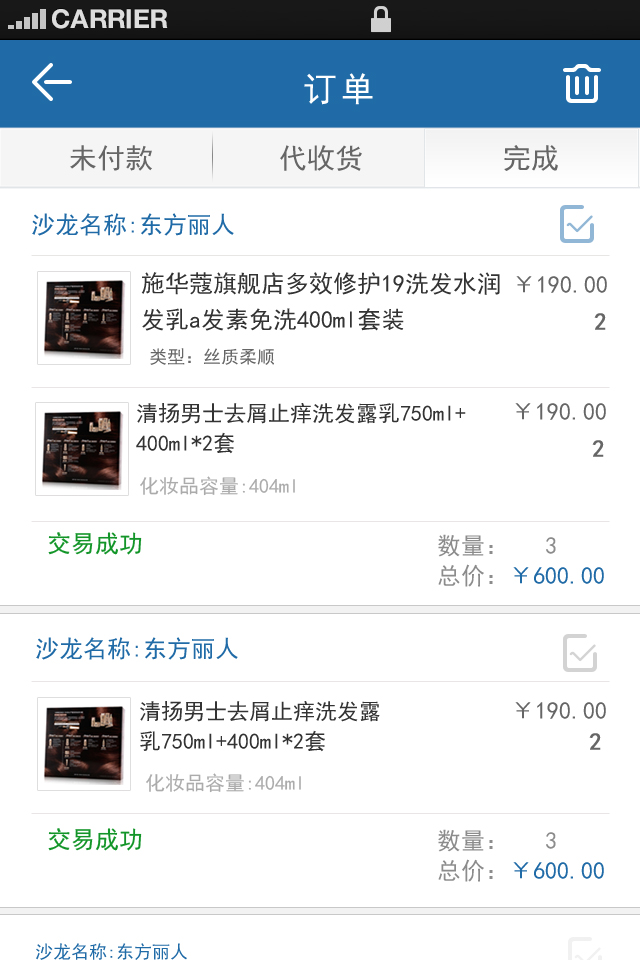 CARRIER
订单
未付款 代收货 完成
沙龙名称:东方丽人
施华蔻旗舰店多效修护19洗发水润 ￥190.00
发乳a发素免洗400ml套装 2
类型：丝质柔顺
清扬男士去屑止痒洗发露乳750ml+ ￥190.00
400ml*2套 2
化妆品容量:404ml
交易成功 数量： 3
总价：￥600.00
沙龙名称:东方丽人
清扬男士去屑止痒洗发露 ￥190.00
乳750ml+400ml*2套 2
化妆品容量:404ml
交易成功 数量： 3
总价：￥600.00
沙龙名称:东方丽人